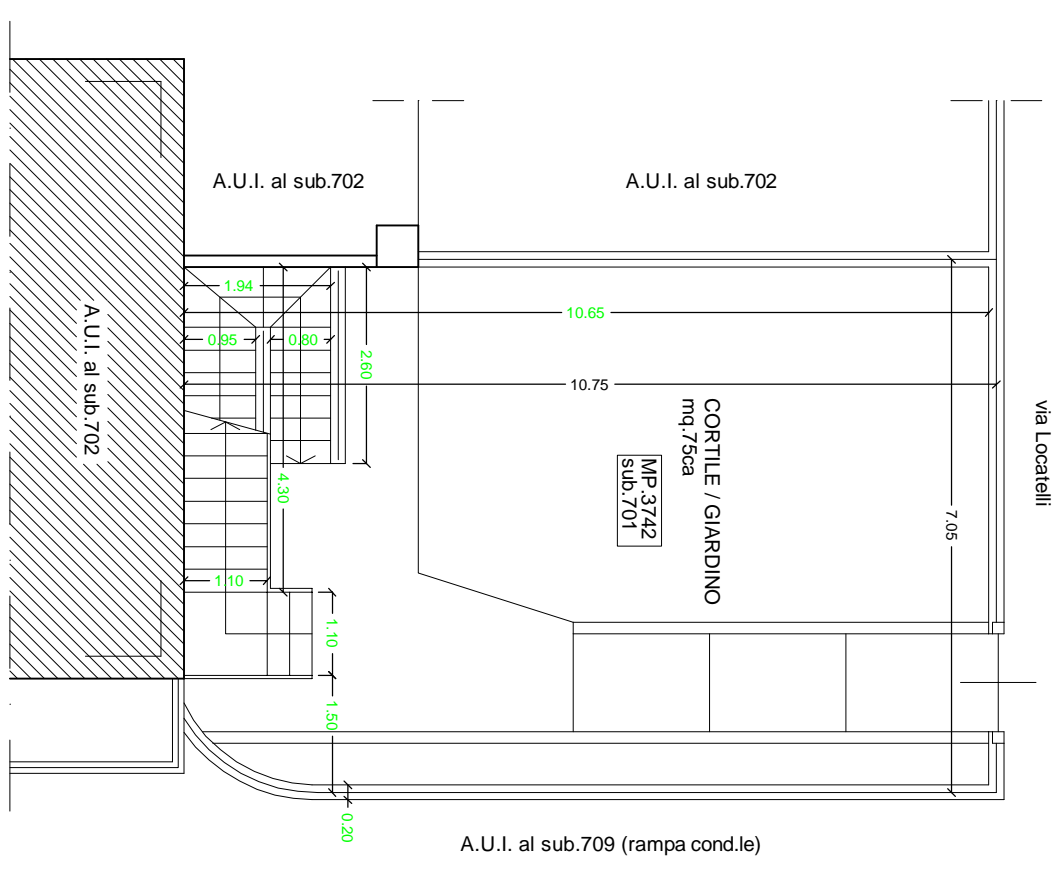 A.U.I. al sub.702
A.U.I. al sub.702
via Locatelli
1.94
10.65
0.95
0.80
2.60
10.75
A.U.I. al sub.702
CORTILE / GIARDINO
mq.75ca
MP.3742
sub.701
4.30
7.05
1.10
1.10
1.50
0.20
A.U.I. al sub.709 (rampa cond.le)